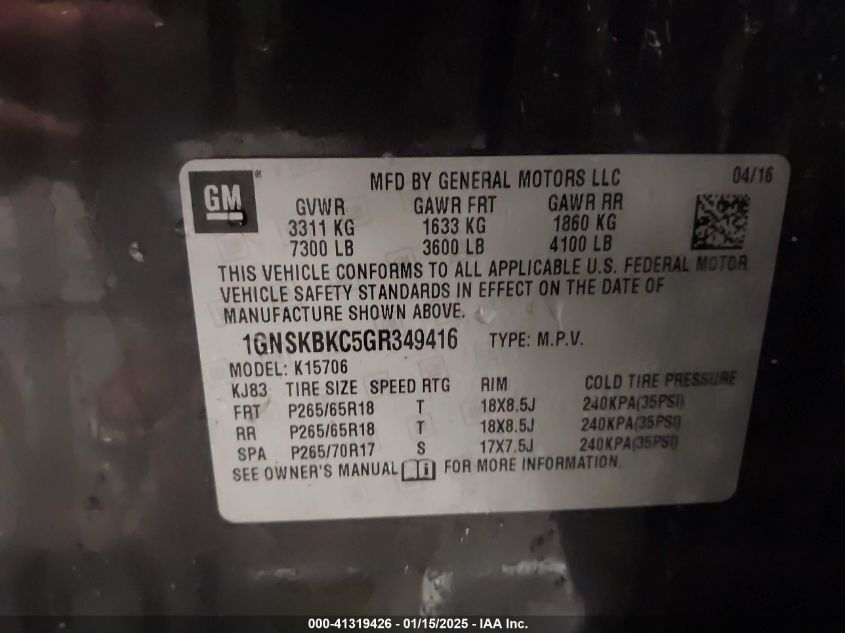 GM®
MFD BY GENERAL MOTORS LLC 04/16
GVWR GAWR FRT GAWR RR
3311 KG 1633 KG 1860 KG
7300 LB 3600 LB 4100 LB
THIS VEHICLE CONFORMS TO ALL APPLICABLE U.S. FEDERAL MOTOR
VEHICLE SAFETY STANDARDS IN EFFECT ON THE DATE OF
MANUFACTURE SHOWN ABOVE.
1GNSKBKC5GR349416 TYPE: M.P.V.
MODEL: K15706
KJ83 TIRE SIZE SPEED RTG RIM COLD TIRE PRESSURE
FRT P265/65R18 T 18X8.5J 240KPA(35PSI)
RR P265/65R18 T 18X8.5J 240KPA(35PSI)
SPA P265/70R17 S 17X7.5J 240KPA(35PSI)
SEE OWNER'S MANUAL FOR MORE INFORMATION.
000-41319426 - 01/15/2025 - IAA Inc.